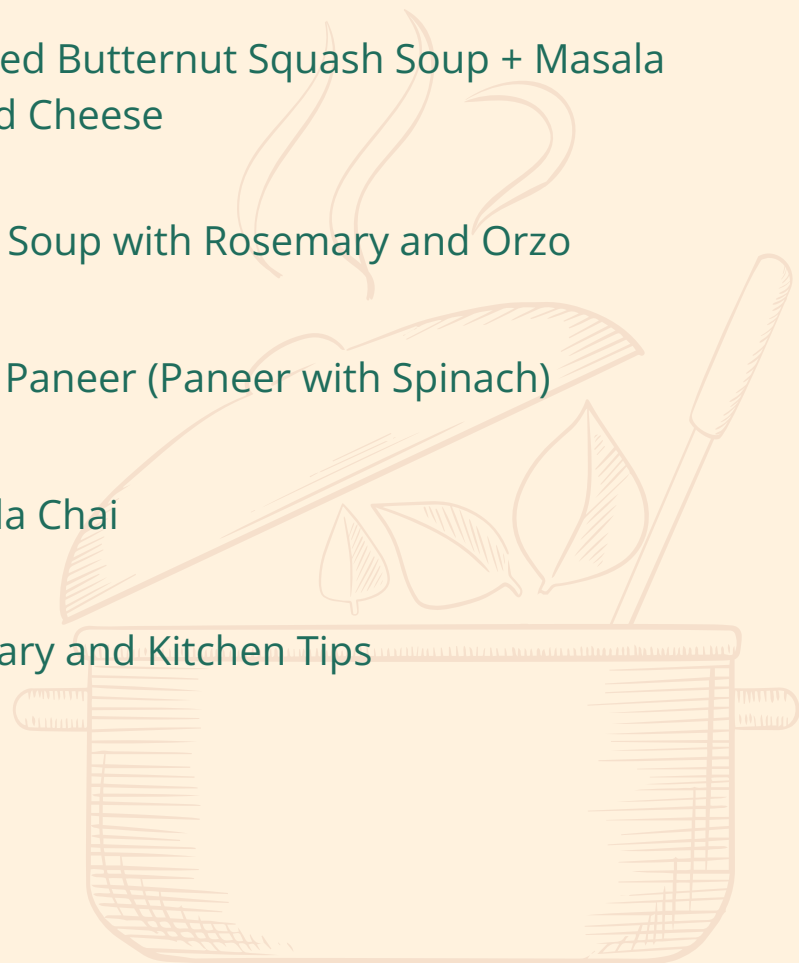 ed Butternut Squash Soup + Masala
d Cheese
Soup with Rosemary and Orzo
Paneer (Paneer with Spinach)
la Chai
ary and Kitchen Tips